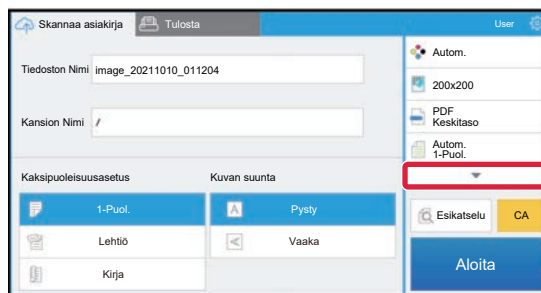 Skannaa asiakirja
Tulosta
User
Tiedoston Nimi
image_20211010_011204
Kansion Nimi
/
Kaksipuoleisuusasetus
Kuvan suunta
1-Puol.
Lehtiö
Kirja
A
Pysty
Vaaka
Autom.
200x200
PDF
Keskitaso
Autom.
1-Puol.
Esikatselu
CA
Aloita